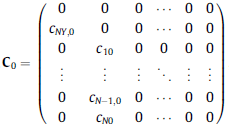 C₀ = ( 0 0 0 ⋯ 0 0
c_{NY,0} 0 0 ⋯ 0 0
0 c_{10} 0 0 0 0
⋮ ⋮ ⋮ ⋱ ⋮ ⋮
0 c_{N−1,0} 0 ⋯ 0 0
0 c_{N0} 0 ⋯ 0 0 )